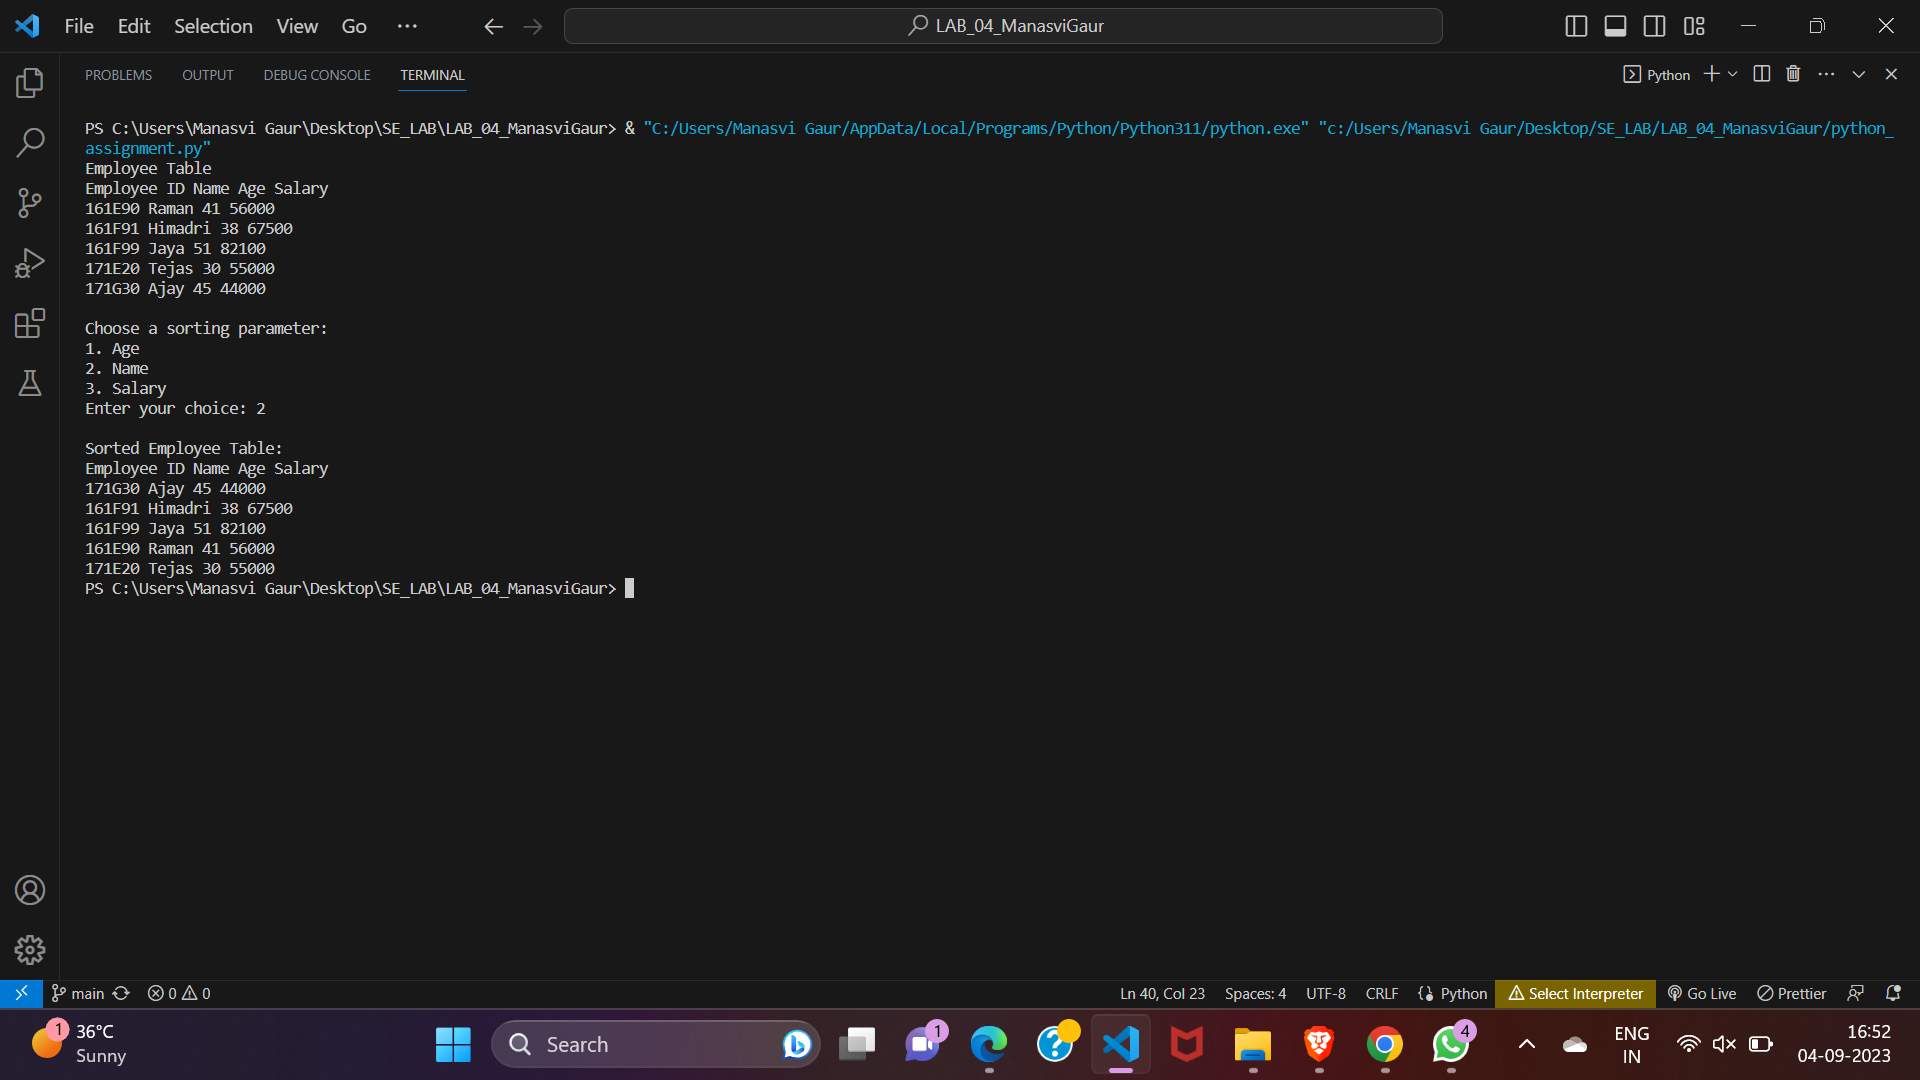 File Edit Selection View Go ··· LAB_04_ManasviGaur
PROBLEMS OUTPUT DEBUG CONSOLE TERMINAL Python
PS C:\Users\Manasvi Gaur\Desktop\SE_LAB\LAB_04_ManasviGaur> & "C:/Users/Manasvi Gaur/AppData/Local/Programs/Python/Python311/python.exe" "c:/Users/Manasvi Gaur/Desktop/SE_LAB/LAB_04_ManasviGaur/python_
assignment.py"
Employee Table
Employee ID Name Age Salary
161E90 Raman 41 56000
161F91 Himadri 38 67500
161F99 Jaya 51 82100
171E20 Tejas 30 55000
171G30 Ajay 45 44000
Choose a sorting parameter:
1. Age
2. Name
3. Salary
Enter your choice: 2
Sorted Employee Table:
Employee ID Name Age Salary
171G30 Ajay 45 44000
161F91 Himadri 38 67500
161F99 Jaya 51 82100
161E90 Raman 41 56000
171E20 Tejas 30 55000
PS C:\Users\Manasvi Gaur\Desktop\SE_LAB\LAB_04_ManasviGaur>
main 0 0 Ln 40, Col 23 Spaces: 4 UTF-8 CRLF Python Select Interpreter Go Live Prettier
1 36°C
Sunny
Search 1 4
ENG
IN
16:52
04-09-2023